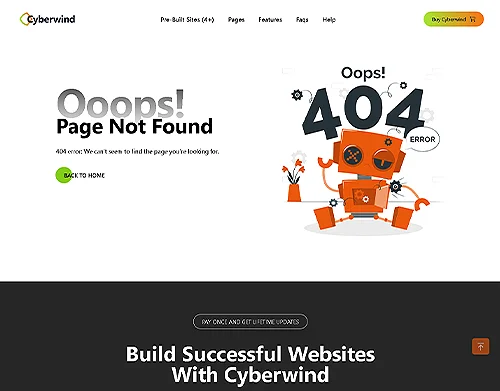 Cyberwind
Pre-Built Sites (4+) Pages Features Faqs Help
Buy Cyberwind
Ooops!
Page Not Found
404 error: We can't seem to find the page you're looking for.
BACK TO HOME
Oops!
404
ERROR
PAY ONCE AND GET LIFETIME UPDATES
Build Successful Websites
With Cyberwind